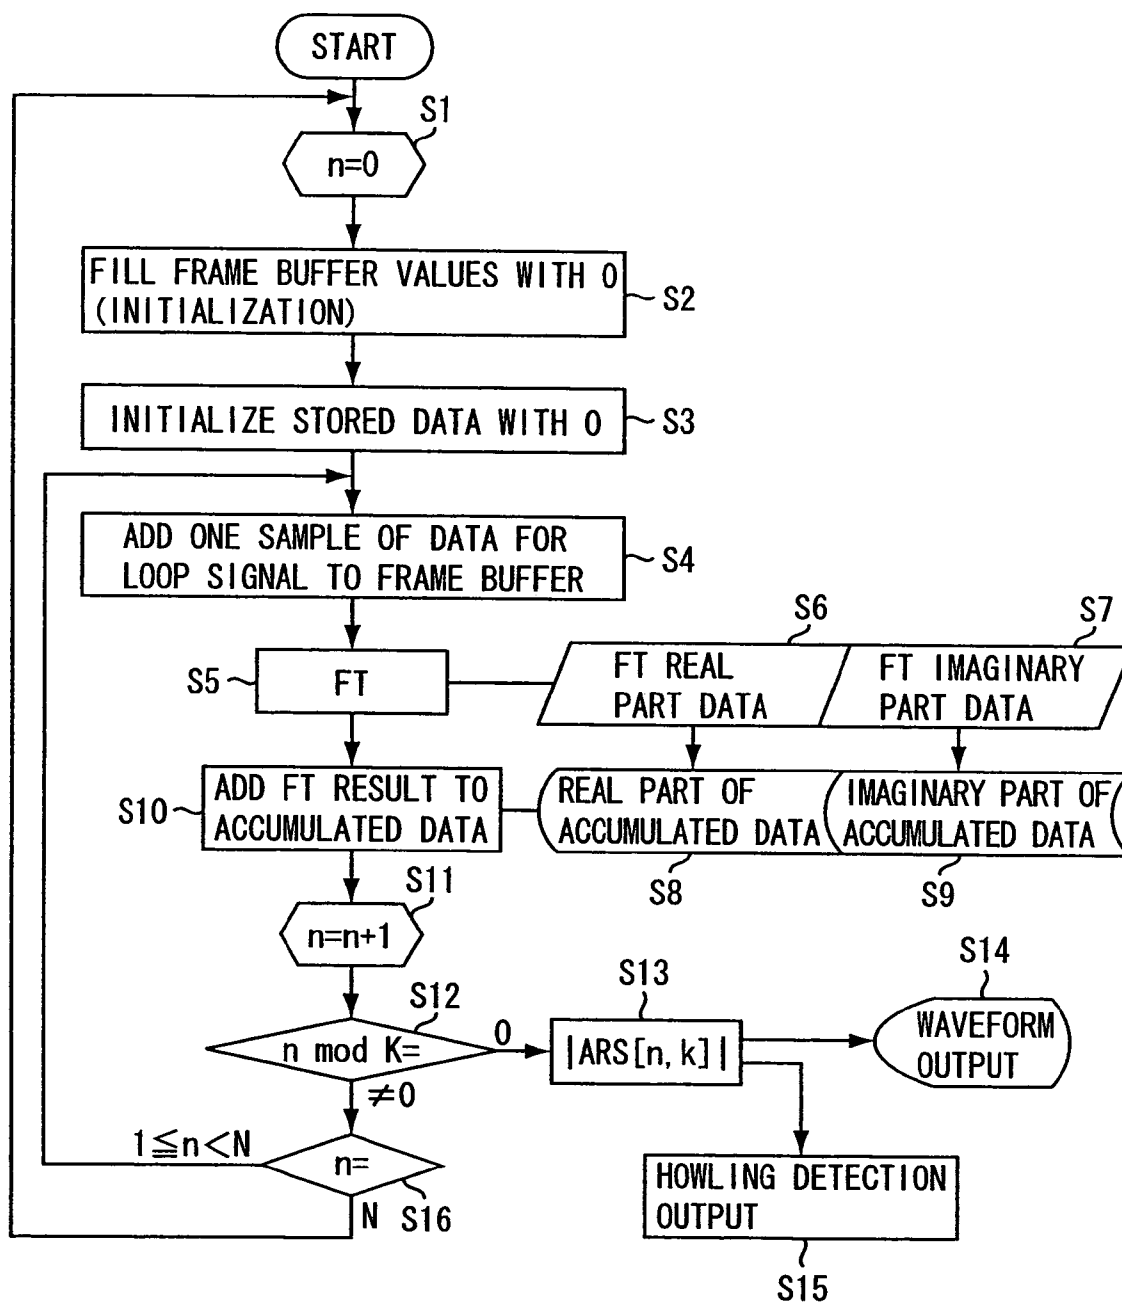 START
S1
n=0
FILL FRAME BUFFER VALUES WITH 0
(INITIALIZATION)
S2
INITIALIZE STORED DATA WITH 0
S3
ADD ONE SAMPLE OF DATA FOR
LOOP SIGNAL TO FRAME BUFFER
S4
S5
FT
S6
FT REAL
PART DATA
S7
FT IMAGINARY
PART DATA
S10
ADD FT RESULT TO
ACCUMULATED DATA
REAL PART OF
ACCUMULATED DATA
S8
IMAGINARY PART OF
ACCUMULATED DATA
S9
S11
n=n+1
S12
n mod K=
0
≠0
S13
|ARS[n,k]|
S14
WAVEFORM
OUTPUT
1≦n<N
n=
N
S16
HOWLING DETECTION
OUTPUT
S15